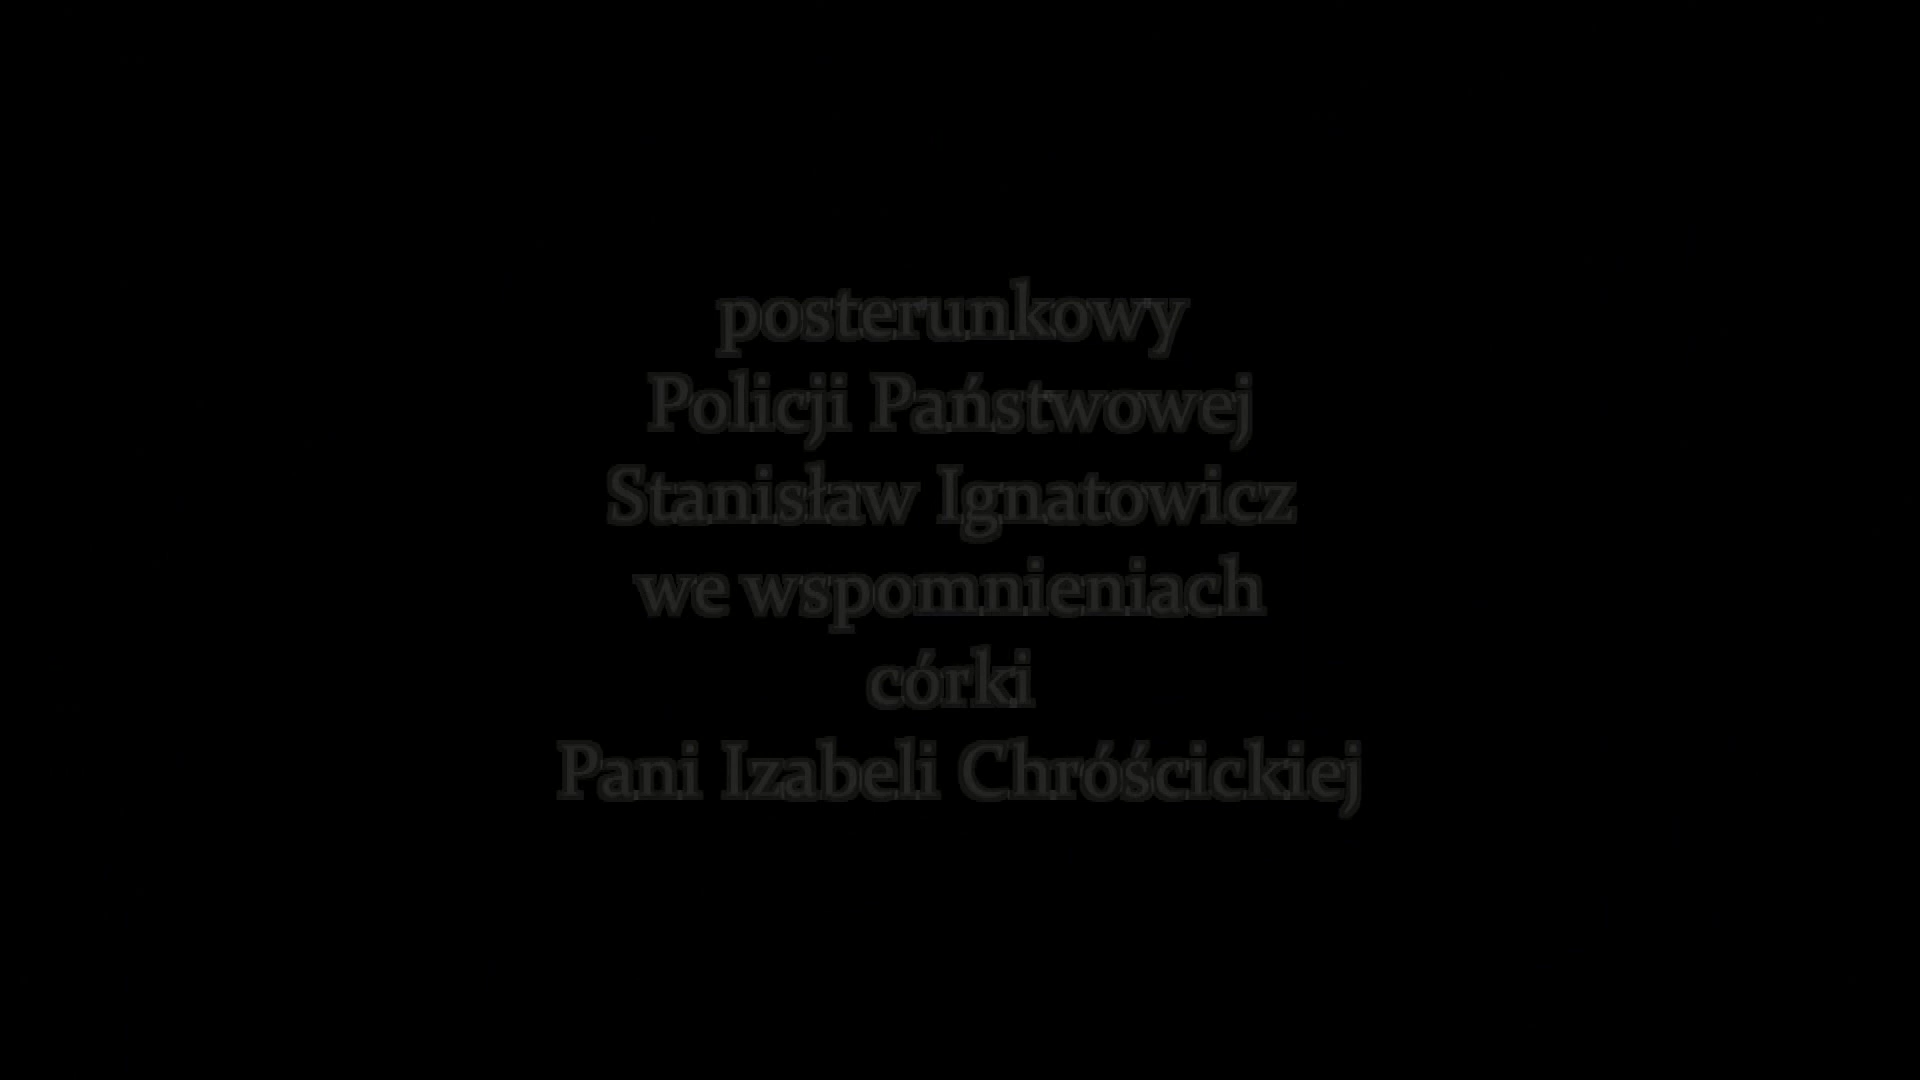 posterunkowy
Policji Państwowej
Stanisław Ignatowicz
we wspomnieniach
córki
Pani Izabeli Chróścickiej